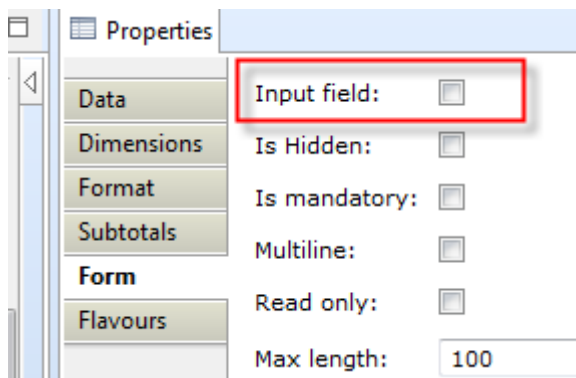 Properties
Data
Dimensions
Format
Subtotals
Form
Flavours
Input field:
Is Hidden:
Is mandatory:
Multiline:
Read only:
Max length: 100